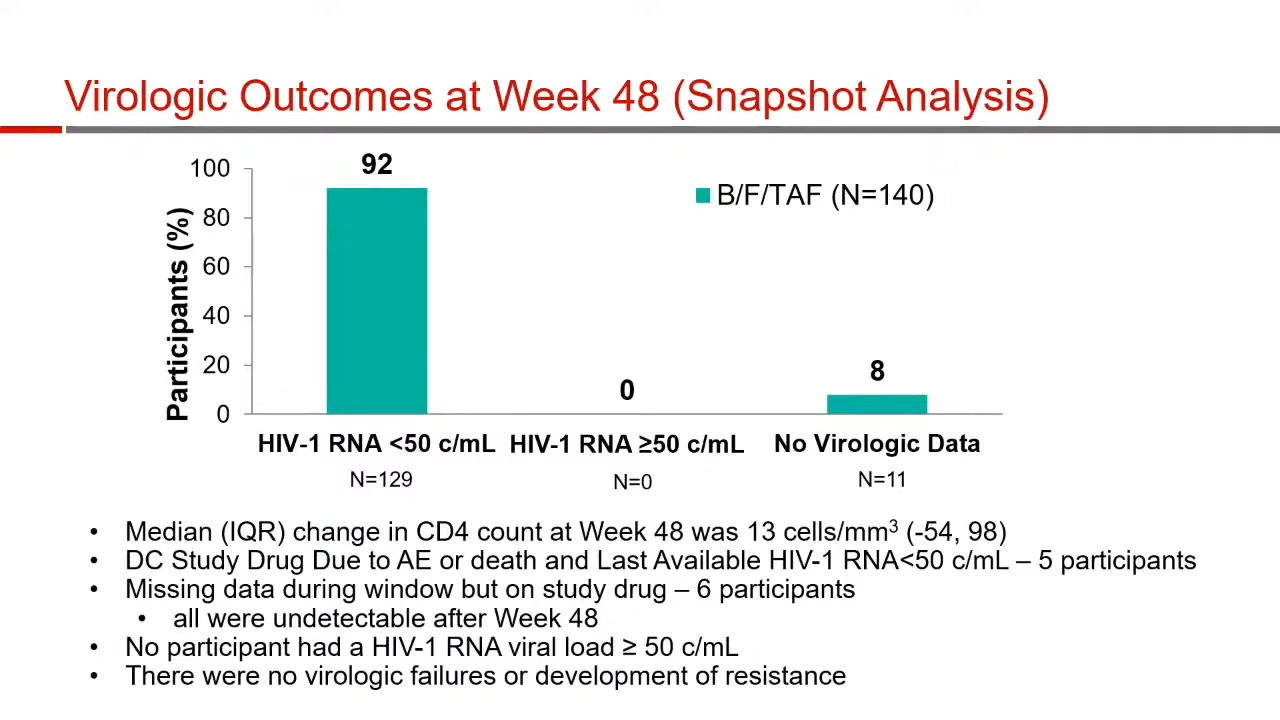 Virologic Outcomes at Week 48 (Snapshot Analysis)
Participants (%)
100
80
60
40
20
0
92
0
8
B/F/TAF (N=140)
HIV-1 RNA <50 c/mL
HIV-1 RNA ≥50 c/mL
No Virologic Data
N=129
N=0
N=11
• Median (IQR) change in CD4 count at Week 48 was 13 cells/mm³ (-54, 98)
• DC Study Drug Due to AE or death and Last Available HIV-1 RNA<50 c/mL – 5 participants
• Missing data during window but on study drug – 6 participants
• all were undetectable after Week 48
• No participant had a HIV-1 RNA viral load ≥ 50 c/mL
• There were no virologic failures or development of resistance